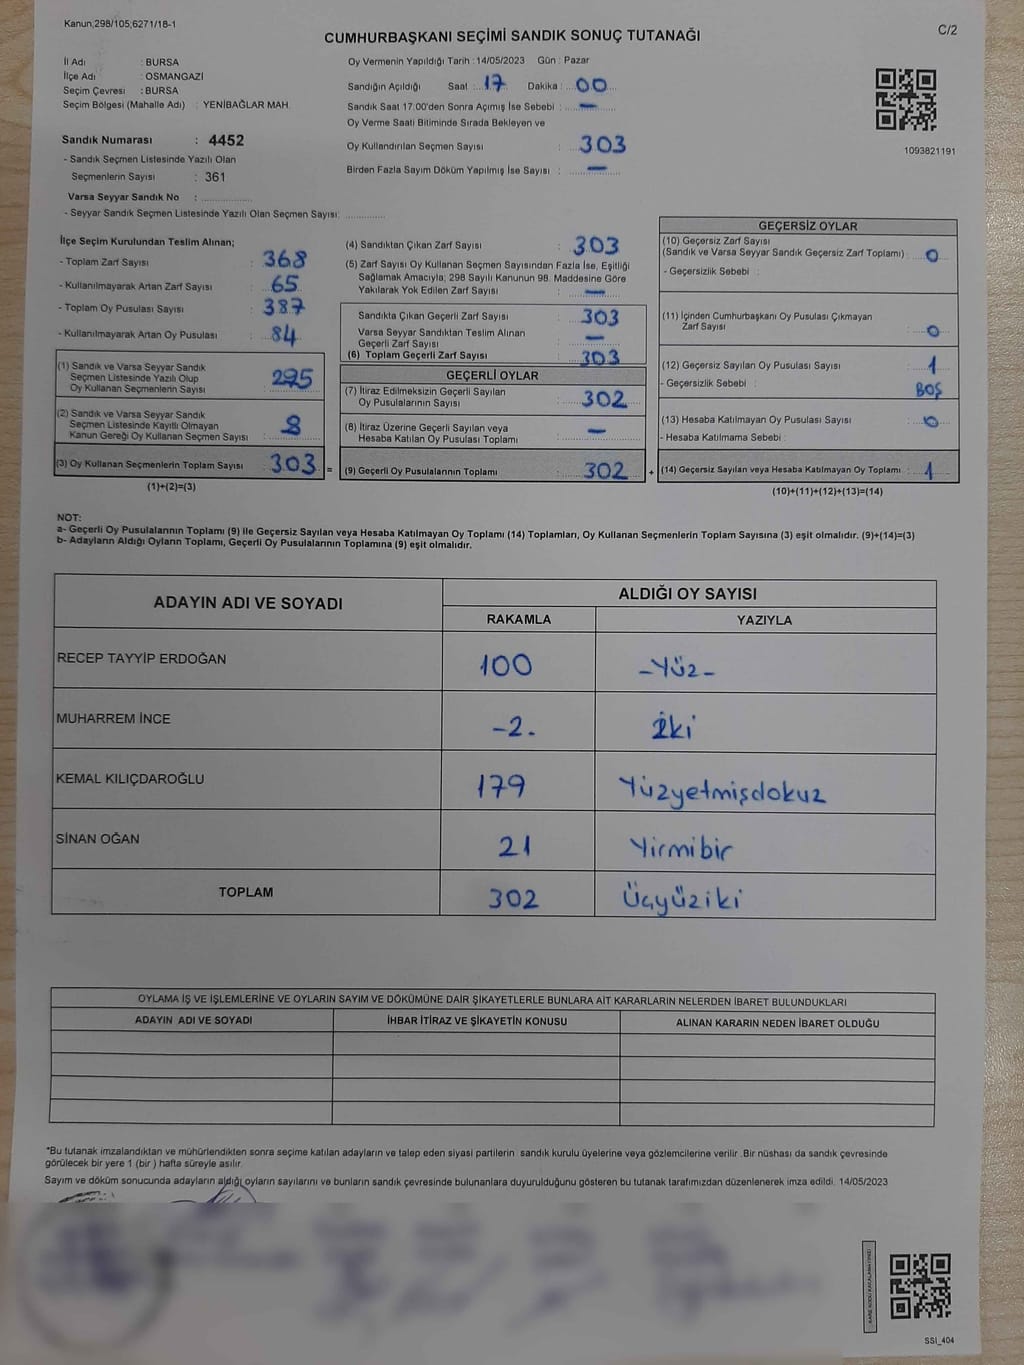 Kanun,298/105,6271/18-1
C/2
CUMHURBAŞKANI SEÇİMİ SANDIK SONUÇ TUTANAĞI
İl Adı : BURSA
İlçe Adı : OSMANGAZİ
Seçim Çevresi : BURSA
Seçim Bölgesi (Mahalle Adı) : YENİBAĞLAR MAH.
Sandık Numarası : 4452
- Sandık Seçmen Listesinde Yazılı Olan
Seçmenlerin Sayısı : 361
Varsa Seyyar Sandık No : ..................
- Seyyar Sandık Seçmen Listesinde Yazılı Olan Seçmen Sayısı: ..............
Oy Vermenin Yapıldığı Tarih : 14/05/2023 Gün : Pazar
Sandığın Açıldığı Saat : 17 Dakika : 00
Sandık Saat 17:00'den Sonra Açımış İse Sebebi : —
Oy Verme Saati Bitiminde Sırada Bekleyen ve
Oy Kullandırılan Seçmen Sayısı : 303
Birden Fazla Sayım Döküm Yapılmış İse Sayısı : —
1093821191
İlçe Seçim Kurulundan Teslim Alınan;
- Toplam Zarf Sayısı : 368
- Kullanılmayarak Artan Zarf Sayısı : 65
- Toplam Oy Pusulası Sayısı : 387
- Kullanılmayarak Artan Oy Pusulası : 84
(1) Sandık ve Varsa Seyyar Sandık
Seçmen Listesinde Yazılı Olup
Oy Kullanan Seçmenlerin Sayısı : 295
(2) Sandık ve Varsa Seyyar Sandık
Seçmen Listesinde Kayıtlı Olmayan
Kanun Gereği Oy Kullanan Seçmen Sayısı : 8
(3) Oy Kullanan Seçmenlerin Toplam Sayısı : 303 =
(1)+(2)=(3)
(4) Sandıktan Çıkan Zarf Sayısı : 303
(5) Zarf Sayısı Oy Kullanan Seçmen Sayısından Fazla İse, Eşitliği
Sağlamak Amacıyla; 298 Sayılı Kanunun 98. Maddesine Göre
Yakılarak Yok Edilen Zarf Sayısı : —
Sandıkta Çıkan Geçerli Zarf Sayısı : 303
Varsa Seyyar Sandıktan Teslim Alınan
Geçerli Zarf Sayısı : —
(6) Toplam Geçerli Zarf Sayısı : 303
GEÇERLİ OYLAR
(7) İtiraz Edilmeksizin Geçerli Sayılan
Oy Pusulalarının Sayısı : 302
(8) İtiraz Üzerine Geçerli Sayılan veya
Hesaba Katılan Oy Pusulası Toplamı : —
(9) Geçerli Oy Pusulalarının Toplamı : 302 +
GEÇERSİZ OYLAR
(10) Geçersiz Zarf Sayısı
(Sandık ve Varsa Seyyar Sandık Geçersiz Zarf Toplamı) : 0
- Geçersizlik Sebebi :
(11) İçinden Cumhurbaşkanı Oy Pusulası Çıkmayan
Zarf Sayısı : 0
(12) Geçersiz Sayılan Oy Pusulası Sayısı : 1
- Geçersizlik Sebebi : BOŞ
(13) Hesaba Katılmayan Oy Pusulası Sayısı : 0
- Hesaba Katılmama Sebebi :
(14) Geçersiz Sayılan veya Hesaba Katılmayan Oy Toplamı : 1
(10)+(11)+(12)+(13)=(14)
NOT:
a- Geçerli Oy Pusulalarının Toplamı (9) ile Geçersiz Sayılan veya Hesaba Katılmayan Oy Toplamı (14) Toplamları, Oy Kullanan Seçmenlerin Toplam Sayısına (3) eşit olmalıdır. (9)+(14)=(3)
b- Adayların Aldığı Oyların Toplamı, Geçerli Oy Pusulalarının Toplamına (9) eşit olmalıdır.
ADAYIN ADI VE SOYADI
ALDIĞI OY SAYISI
RAKAMLA YAZIYLA
RECEP TAYYİP ERDOĞAN 100 -Yüz-
MUHARREM İNCE -2. İki
KEMAL KILIÇDAROĞLU 179 Yüzyetmişdokuz
SİNAN OĞAN 21 Yirmibir
TOPLAM 302 Üçyüziki
OYLAMA İŞ VE İŞLEMLERİNE VE OYLARIN SAYIM VE DÖKÜMÜNE DAİR ŞİKAYETLERLE BUNLARA AİT KARARLARIN NELERDEN İBARET BULUNDUKLARI
ADAYIN ADI VE SOYADI İHBAR İTİRAZ VE ŞİKAYETİN KONUSU ALINAN KARARIN NEDEN İBARET OLDUĞU
*Bu tutanak imzalandıktan ve mühürlendikten sonra seçime katılan adayların ve talep eden siyasi partilerin sandık kurulu üyelerine veya gözlemcilerine verilir .Bir nüshası da sandık çevresinde
görülecek bir yere 1 (bir ) hafta süreyle asılır.
Sayım ve döküm sonucunda adayların aldığı oyların sayılarını ve bunların sandık çevresinde bulunanlara duyurulduğunu gösteren bu tutanak tarafımızdan düzenlenerek imza edildi. 14/05/2023
SSI_404